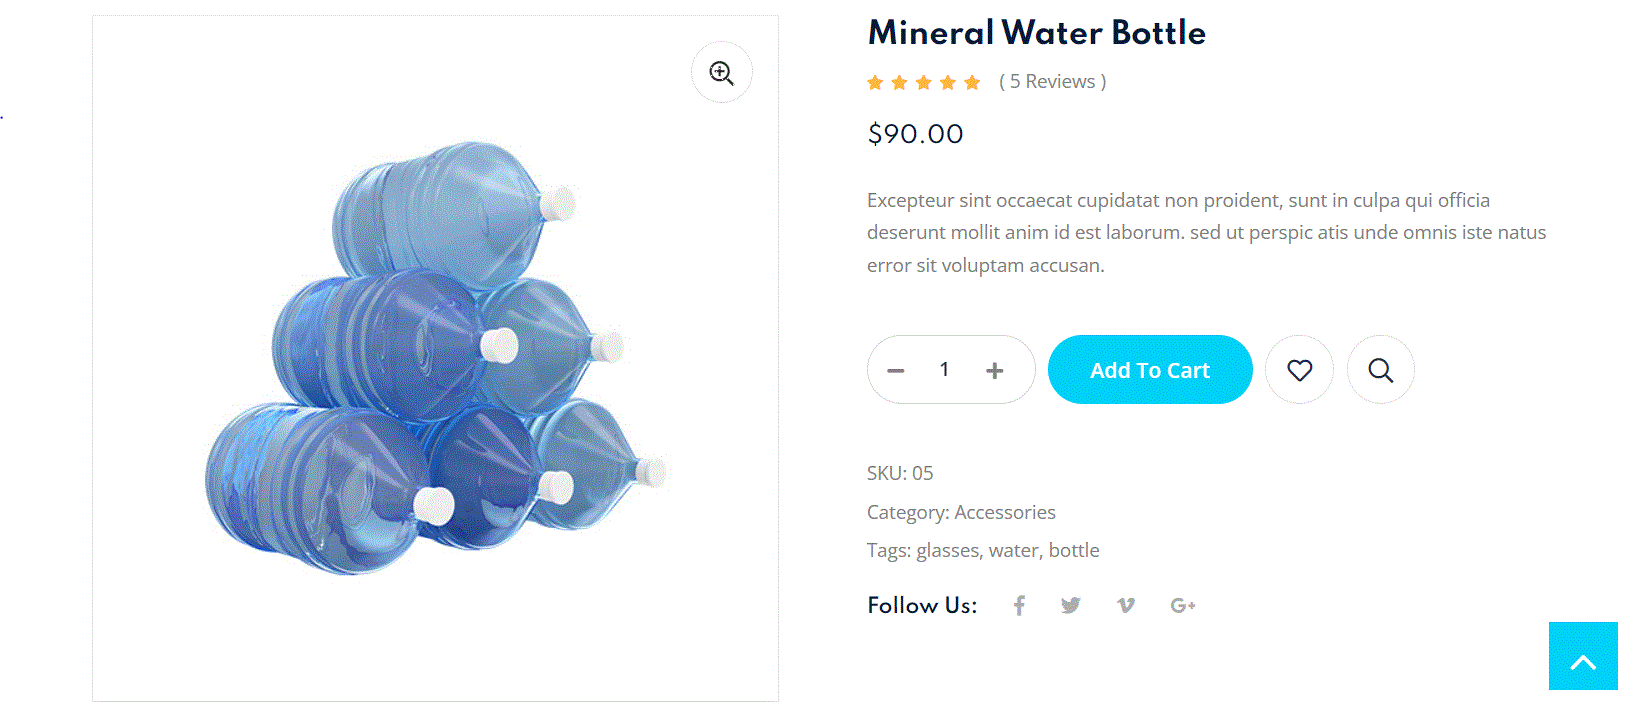 Mineral Water Bottle
( 5 Reviews )
$90.00
Excepteur sint occaecat cupidatat non proident, sunt in culpa qui officia
deserunt mollit anim id est laborum. sed ut perspic atis unde omnis iste natus
error sit voluptam accusan.
1
Add To Cart
SKU: 05
Category: Accessories
Tags: glasses, water, bottle
Follow Us: